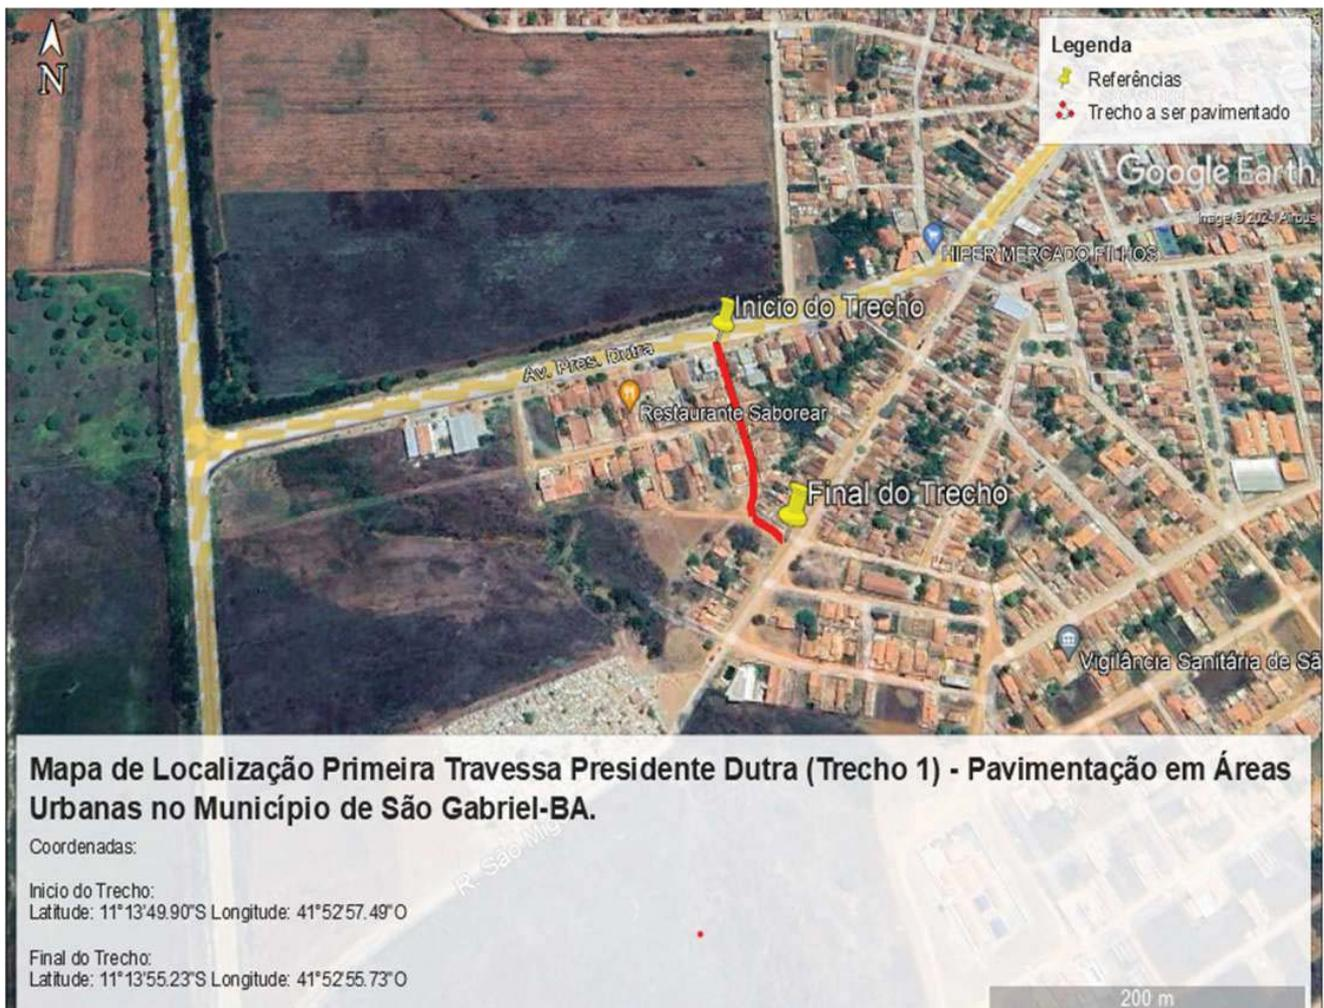 N
Legenda
Referências
Trecho a ser pavimentado
Google Earth
Image © 2024 Airbus
HIPER MERCADO FILHOS
Inicio do Trecho
Av. Pres. Dutra
Restaurante Saborear
Final do Trecho
Vigilância Sanitária de Sã
Mapa de Localização Primeira Travessa Presidente Dutra (Trecho 1) - Pavimentação em Áreas
Urbanas no Município de São Gabriel-BA.
Coordenadas:
R. São Mig
Inicio do Trecho:
Latitude: 11°13'49.90"S Longitude: 41°52'57.49"O
Final do Trecho:
Latitude: 11°13'55.23"S Longitude: 41°52'55.73"O
200 m